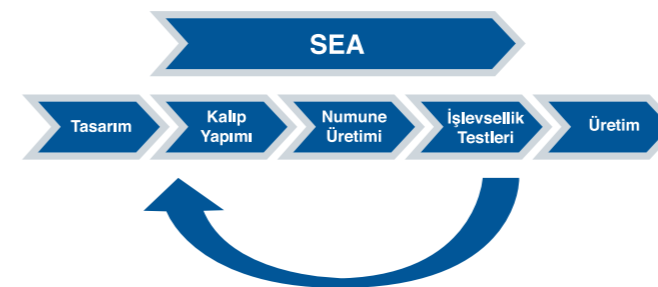 SEA
Tasarım
Kalıp
Yapımı
Numune
Üretimi
İşlevsellik
Testleri
Üretim